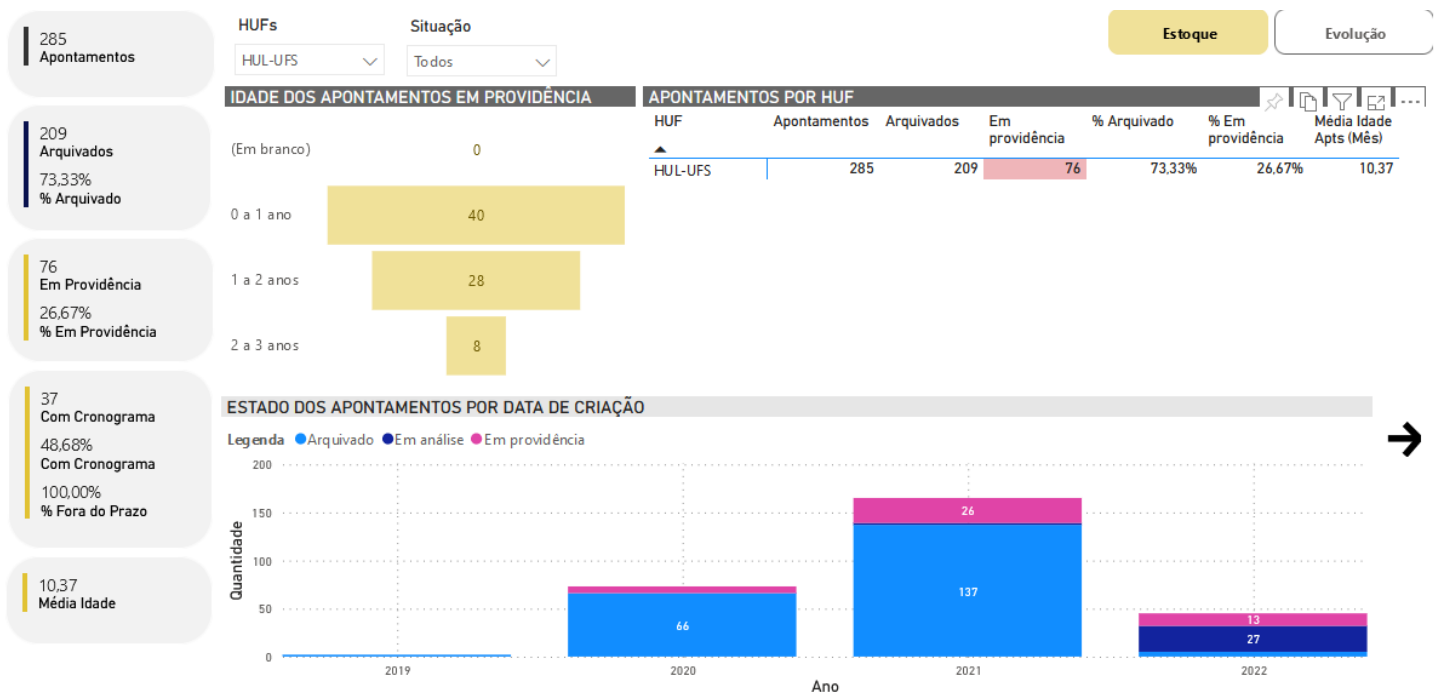 285
Apontamentos
209
Arquivados
73,33%
% Arquivado
76
Em Providência
26,67%
% Em Providência
37
Com Cronograma
48,68%
Com Cronograma
100,00%
% Fora do Prazo
10,37
Média Idade
HUFs
HUL-UFS
Situação
Todos
Estoque
Evolução
IDADE DOS APONTAMENTOS EM PROVIDÊNCIA
(Em branco) 0
0 a 1 ano 40
1 a 2 anos 28
2 a 3 anos 8
APONTAMENTOS POR HUF
HUF Apontamentos Arquivados Em providência % Arquivado % Em providência Média Idade Apts (Mês)
HUL-UFS 285 209 76 73,33% 26,67% 10,37
ESTADO DOS APONTAMENTOS POR DATA DE CRIAÇÃO
Legenda Arquivado Em análise Em providência
Quantidade
200
150
100
50
0
66
26
137
13
27
2019 2020 2021 2022
Ano